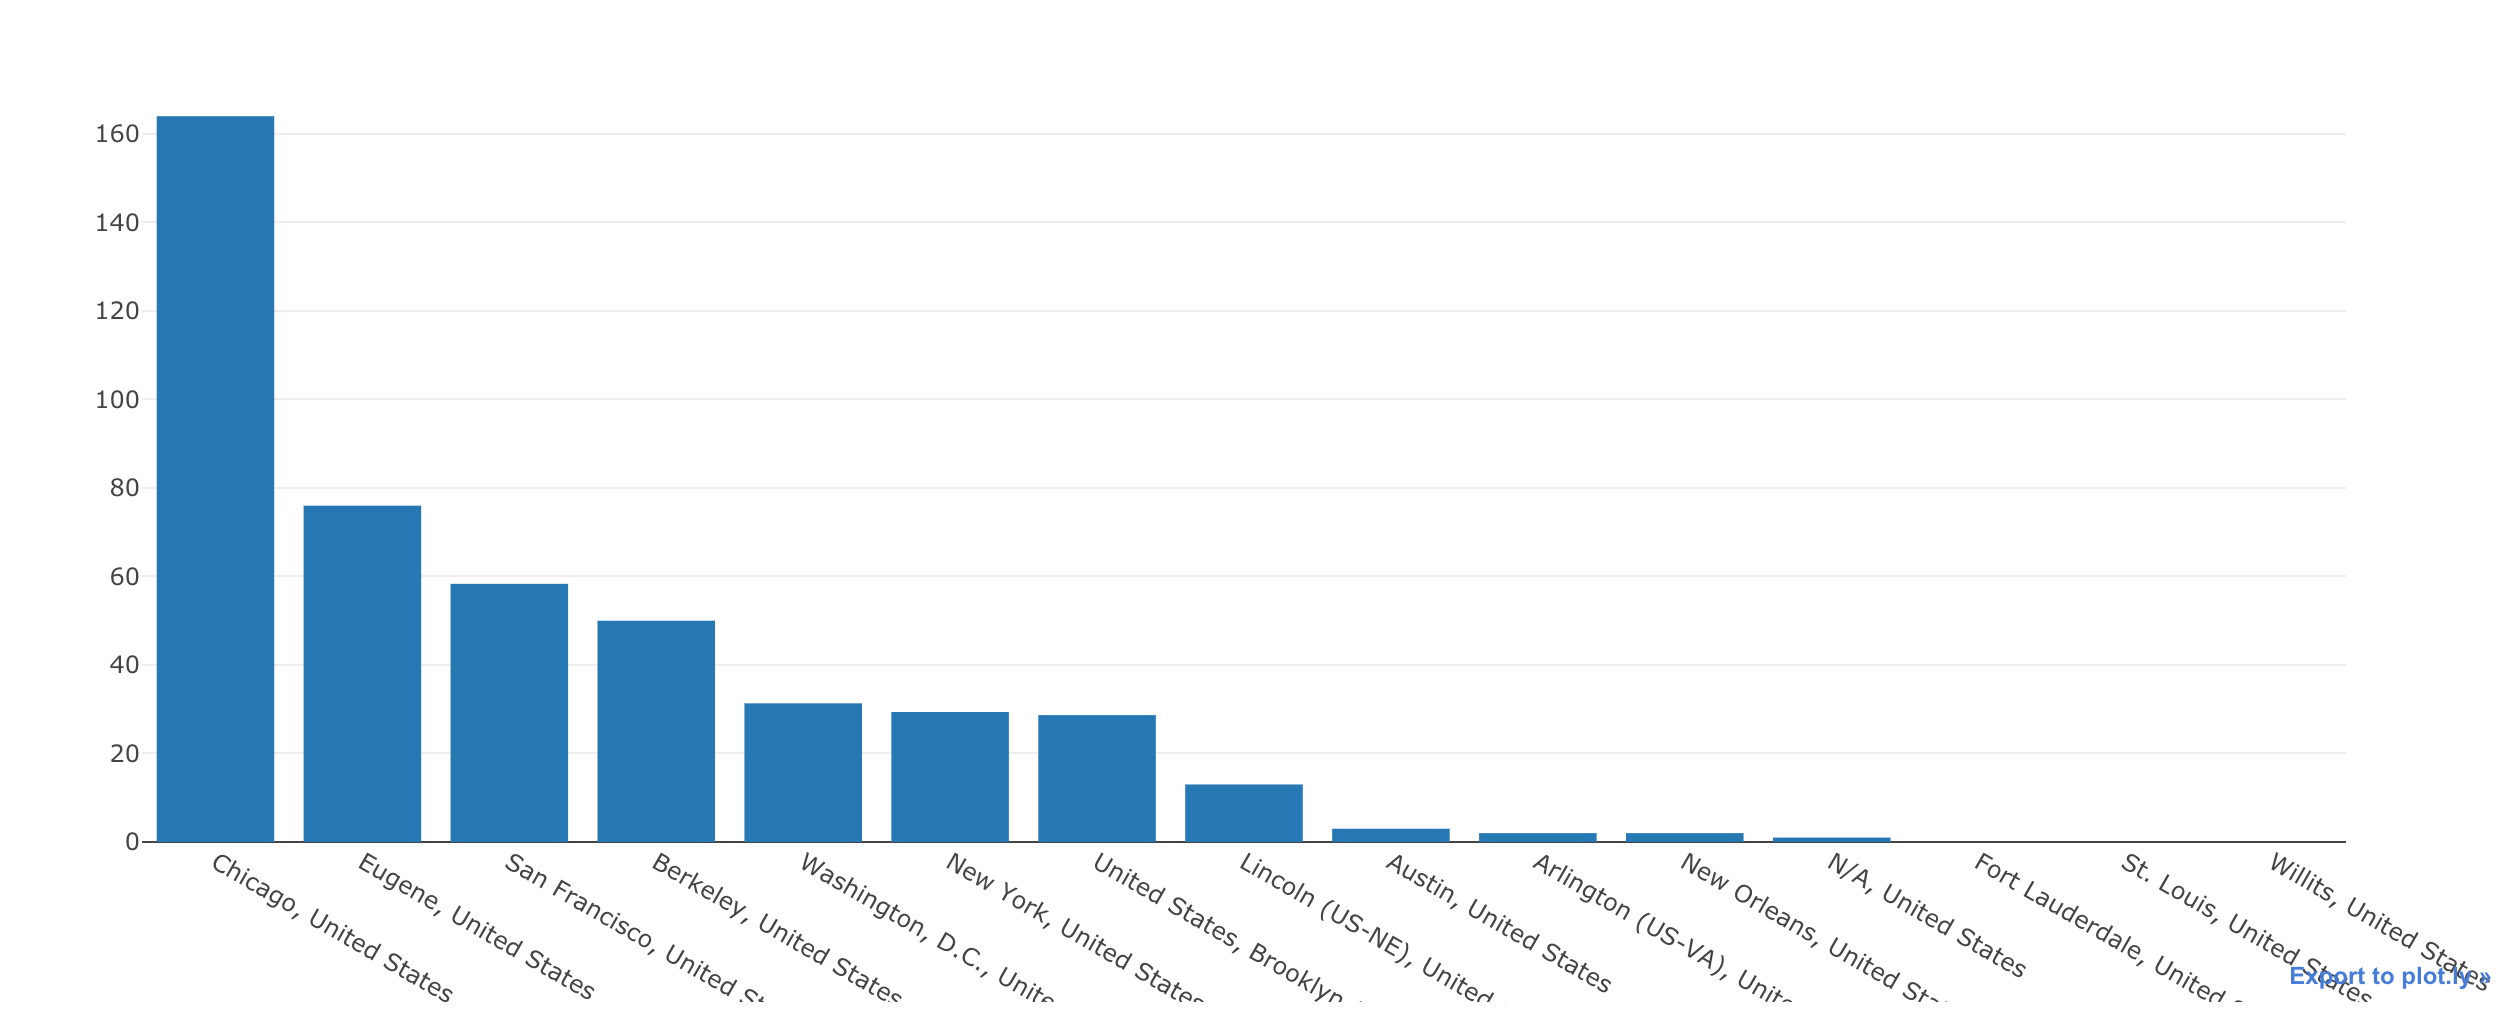 160
140
120
100
80
60
40
20
0
Chicago, United States
Eugene, United States
San Francisco, United
Berkeley, United States
Washington, D.C.,
New York, United States
United States, Brooklyn
Lincoln (US-NE), United
Austin, United States
Arlington (US-VA),
New Orleans, United
N/A, United States
Fort Lauderdale, United
St. Louis, United States
Willits, United States
Export to plot.ly »